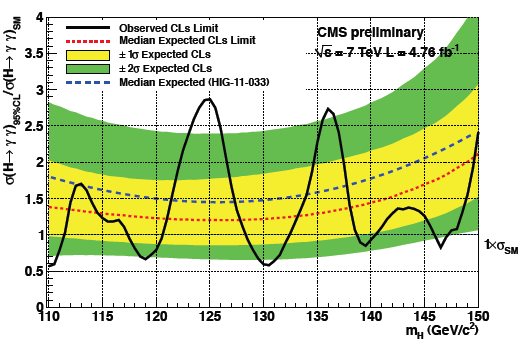 σ(H→ γ γ)95%CL/σ(H→ γ γ)SM
4
3.5
3
2.5
2
1.5
1
0.5
0
Observed CLs Limit
Median Expected CLs Limit
± 1σ Expected CLs
± 2σ Expected CLs
Median Expected (HIG-11-033)
CMS preliminary
√s = 7 TeV L = 4.76 fb⁻¹
1×σSM
110 115 120 125 130 135 140 145 150
mH (GeV/c²)